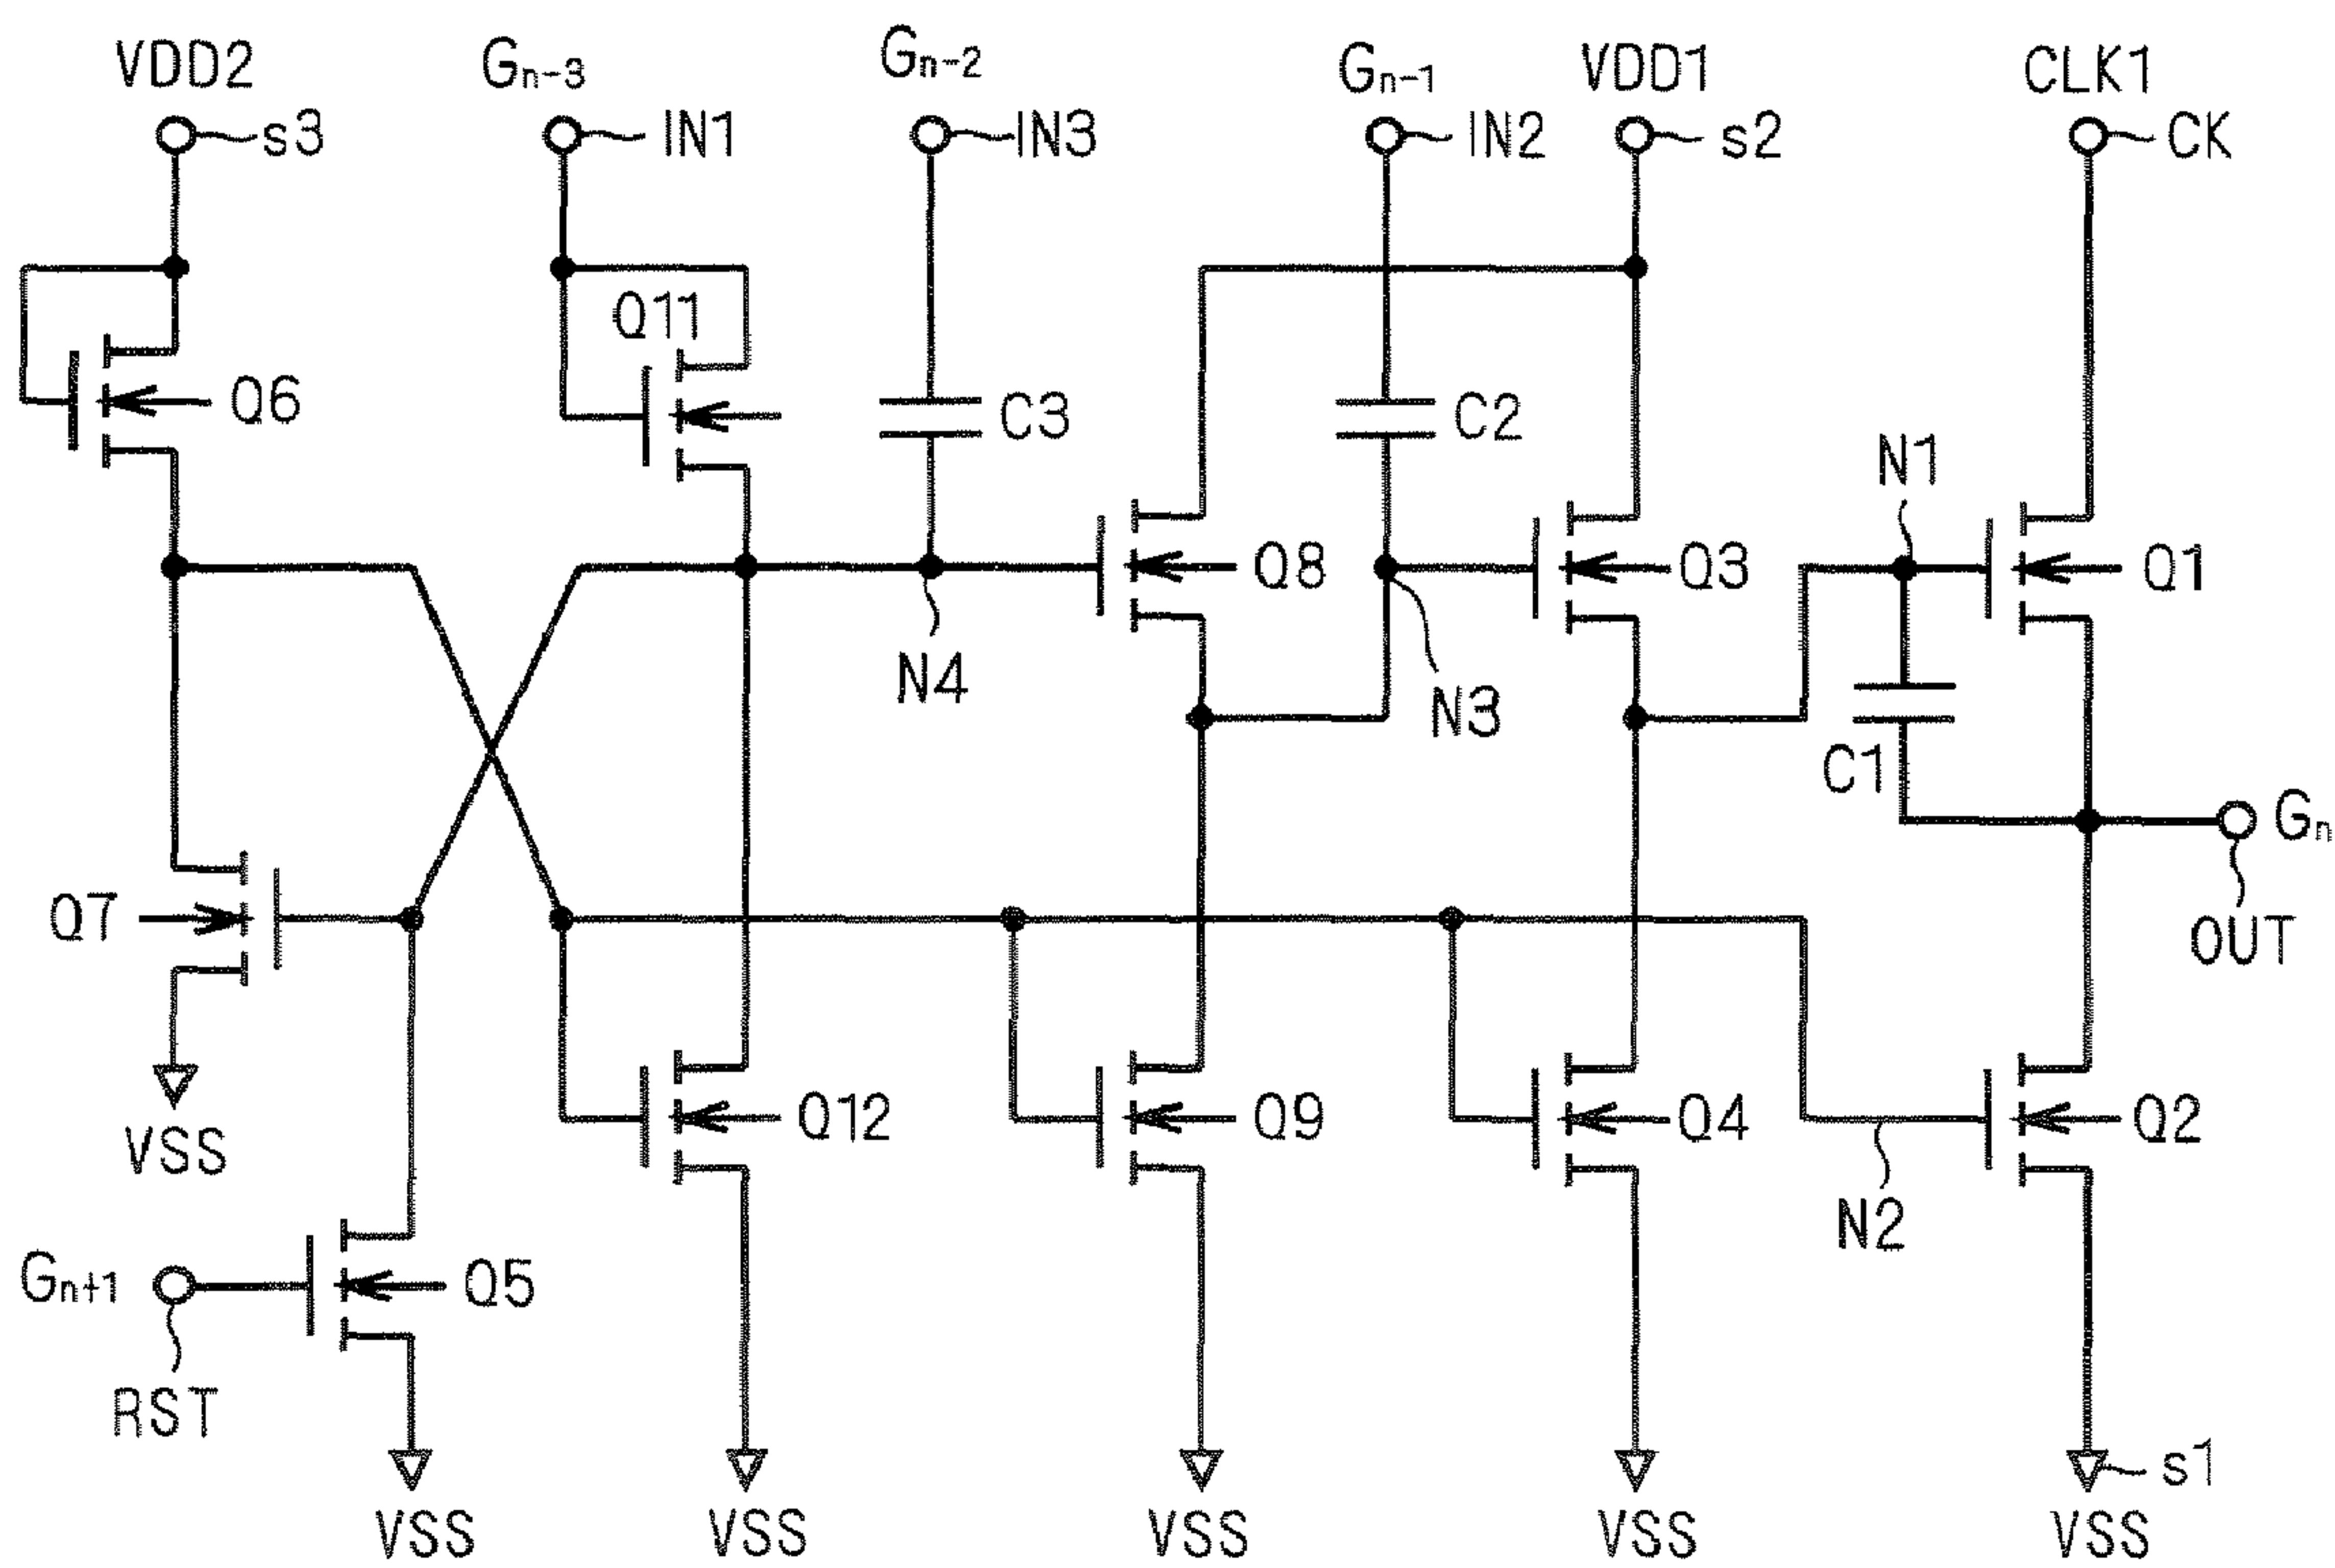 VDD2 Gn-3 Gn-2 Gn-1 VDD1 CLK1
s3 IN1 IN3 IN2 s2 CK
Q11
Q6 C3 C2
N1
Q8 Q3 Q1
N4 N3
C1
Gn
Q7 OUT
VSS Q12 Q9 Q4 Q2
N2
Gn+1 Q5
RST
s1
VSS VSS VSS VSS VSS